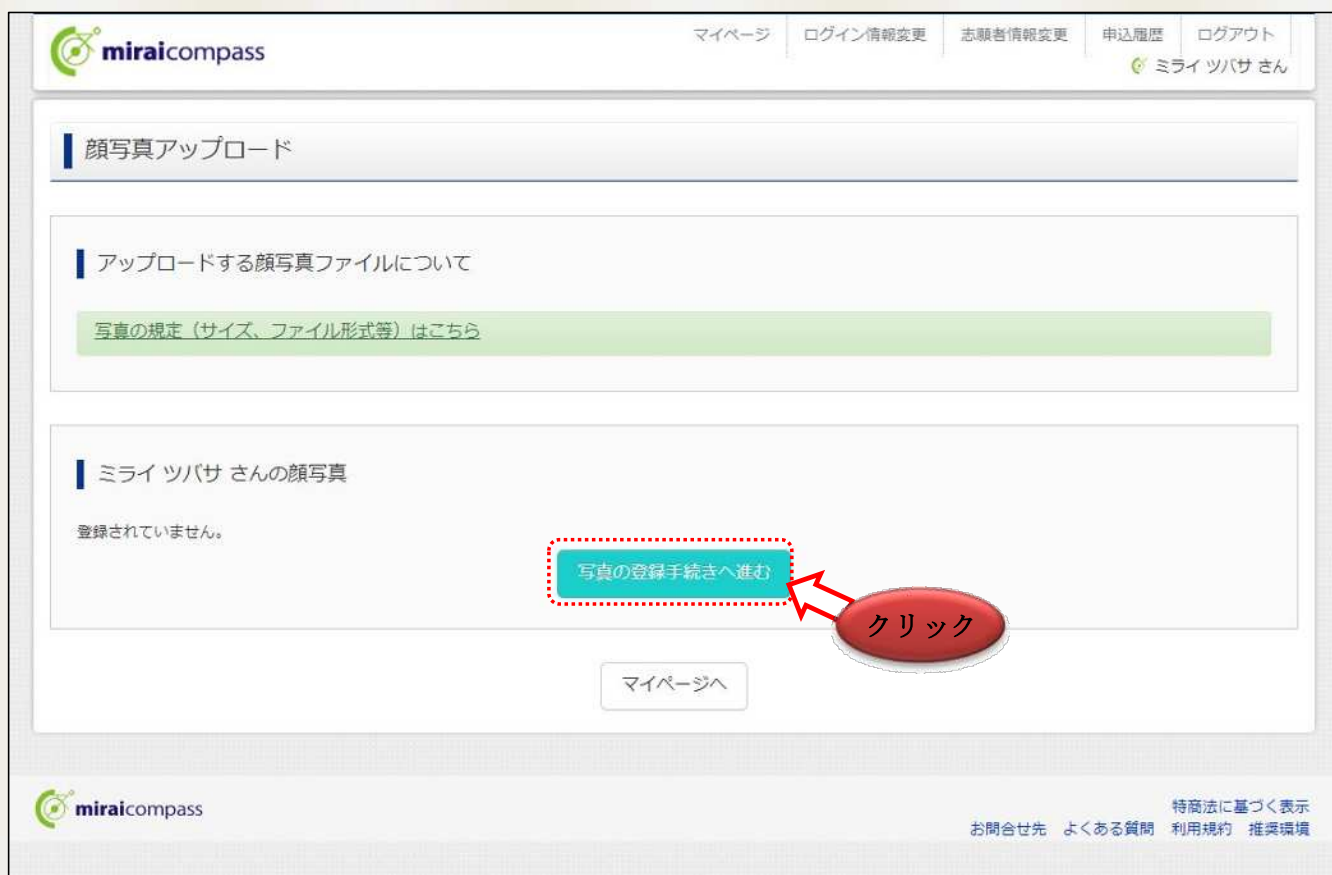 miraicompass
マイページ ログイン情報変更 志願者情報変更 申込履歴 ログアウト
ミライ ツバサ さん
顔写真アップロード
アップロードする顔写真ファイルについて
写真の規定（サイズ、ファイル形式等）はこちら
ミライ ツバサ さんの顔写真
登録されていません。
写真の登録手続きへ進む
クリック
マイページへ
miraicompass
特商法に基づく表示
お問合せ先 よくある質問 利用規約 推奨環境